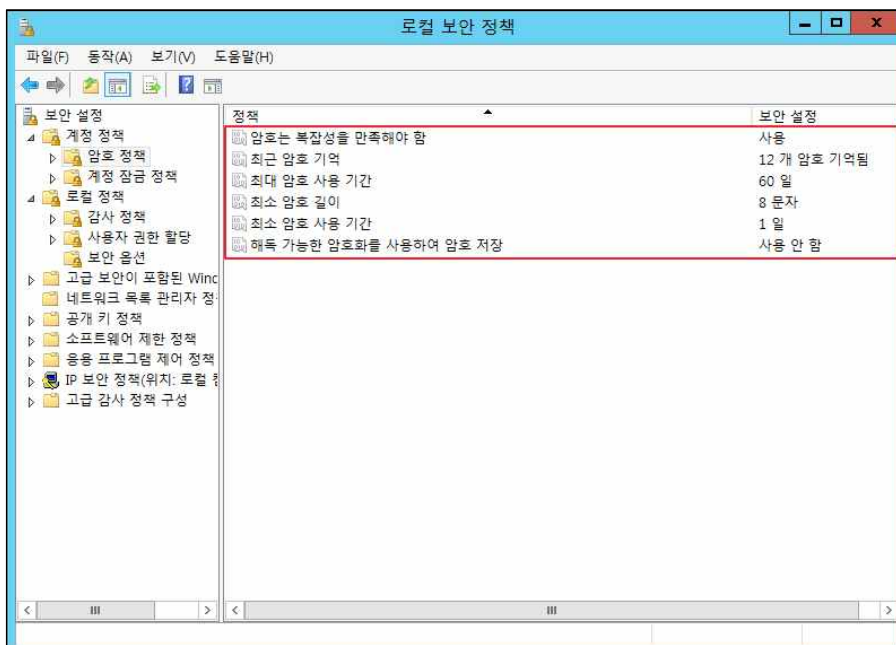 로컬 보안 정책
파일(F) 동작(A) 보기(V) 도움말(H)
보안 설정
계정 정책
암호 정책
계정 잠금 정책
로컬 정책
감사 정책
사용자 권한 할당
보안 옵션
고급 보안이 포함된 Winc
네트워크 목록 관리자 정
공개 키 정책
소프트웨어 제한 정책
응용 프로그램 제어 정책
IP 보안 정책(위치: 로컬
고급 감사 정책 구성
정책 보안 설정
암호는 복잡성을 만족해야 함 사용
최근 암호 기억 12 개 암호 기억됨
최대 암호 사용 기간 60 일
최소 암호 길이 8 문자
최소 암호 사용 기간 1 일
해독 가능한 암호화를 사용하여 암호 저장 사용 안 함